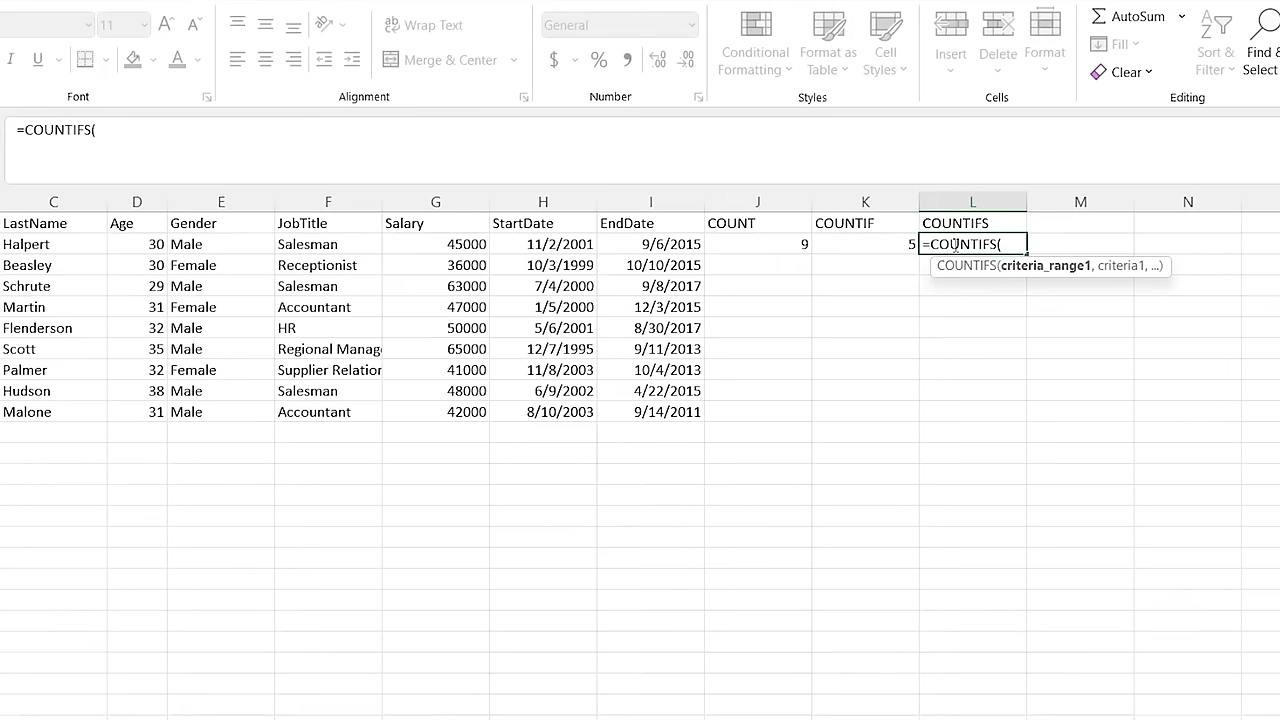 11 A A Wrap Text General AutoSum
I U A Merge & Center $ % Conditional Formatting Format as Table Cell Styles Insert Delete Format Fill Clear Sort & Filter Find & Select
Font Alignment Number Styles Cells Editing
=COUNTIFS(
C D E F G H I J K L M N
LastName Age Gender JobTitle Salary StartDate EndDate COUNT COUNTIF COUNTIFS
Halpert 30 Male Salesman 45000 11/2/2001 9/6/2015 9 5 =COUNTIFS(
Beasley 30 Female Receptionist 36000 10/3/1999 10/10/2015 COUNTIFS(criteria_range1, criteria1, ...)
Schrute 29 Male Salesman 63000 7/4/2000 9/8/2017
Martin 31 Female Accountant 47000 1/5/2000 12/3/2015
Flenderson 32 Male HR 50000 5/6/2001 8/30/2017
Scott 35 Male Regional Manag 65000 12/7/1995 9/11/2013
Palmer 32 Female Supplier Relation 41000 11/8/2003 10/4/2013
Hudson 38 Male Salesman 48000 6/9/2002 4/22/2015
Malone 31 Male Accountant 42000 8/10/2003 9/14/2011